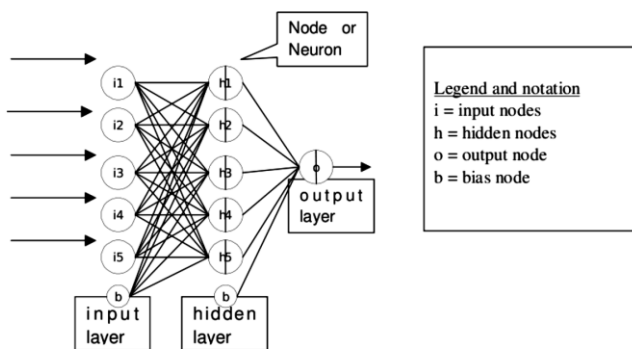 Node or
Neuron
i1
h1
i2
h2
i3
h3
i4
h4
i5
h5
o
b
b
input
layer
hidden
layer
output
layer
Legend and notation
i = input nodes
h = hidden nodes
o = output node
b = bias node